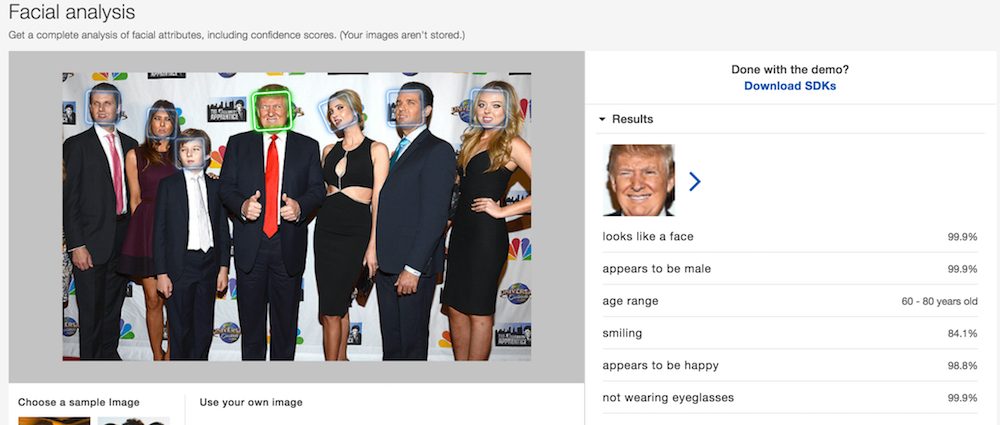 Facial analysis
Get a complete analysis of facial attributes, including confidence scores. (Your images aren't stored.)
APPRENTICE
UNIVERSAL
Done with the demo?
Download SDKs
Results
looks like a face 99.9%
appears to be male 99.9%
age range 60 - 80 years old
smiling 84.1%
appears to be happy 98.8%
not wearing eyeglasses 99.9%
Choose a sample Image
Use your own image